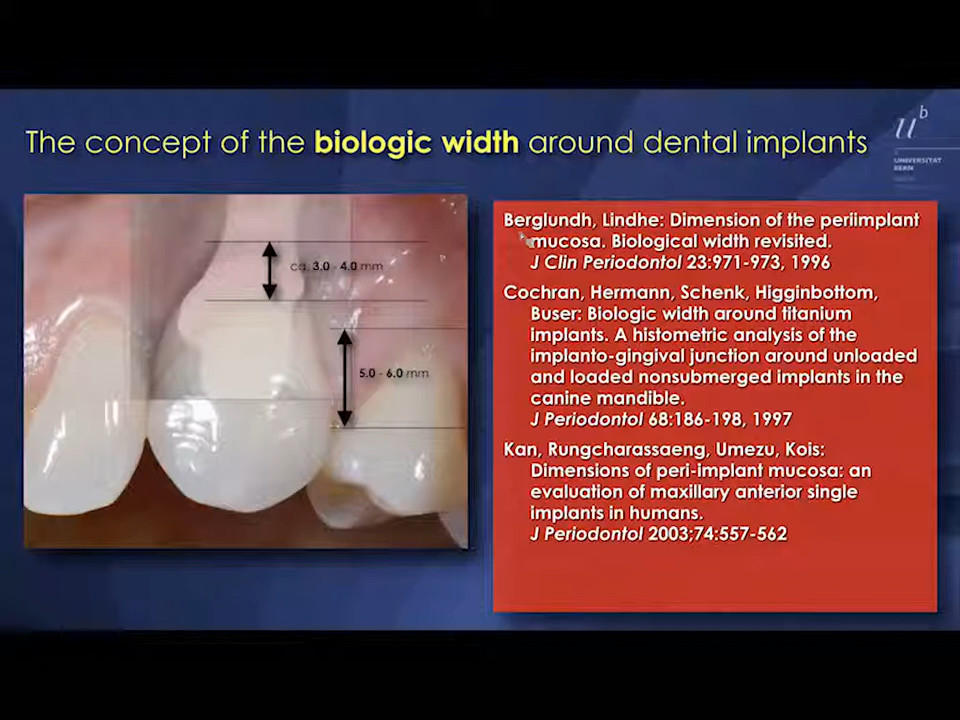 The concept of the biologic width around dental implants
u b
UNIVERSITÄT
BERN
ca. 3.0 - 4.0 mm
5.0 - 6.0 mm
Berglundh, Lindhe: Dimension of the periimplant
mucosa. Biological width revisited.
J Clin Periodontol 23:971-973, 1996
Cochran, Hermann, Schenk, Higginbottom,
Buser: Biologic width around titanium
implants. A histometric analysis of the
implanto-gingival junction around unloaded
and loaded nonsubmerged implants in the
canine mandible.
J Periodontol 68:186-198, 1997
Kan, Rungcharassaeng, Umezu, Kois:
Dimensions of peri-implant mucosa: an
evaluation of maxillary anterior single
implants in humans.
J Periodontol 2003;74:557-562